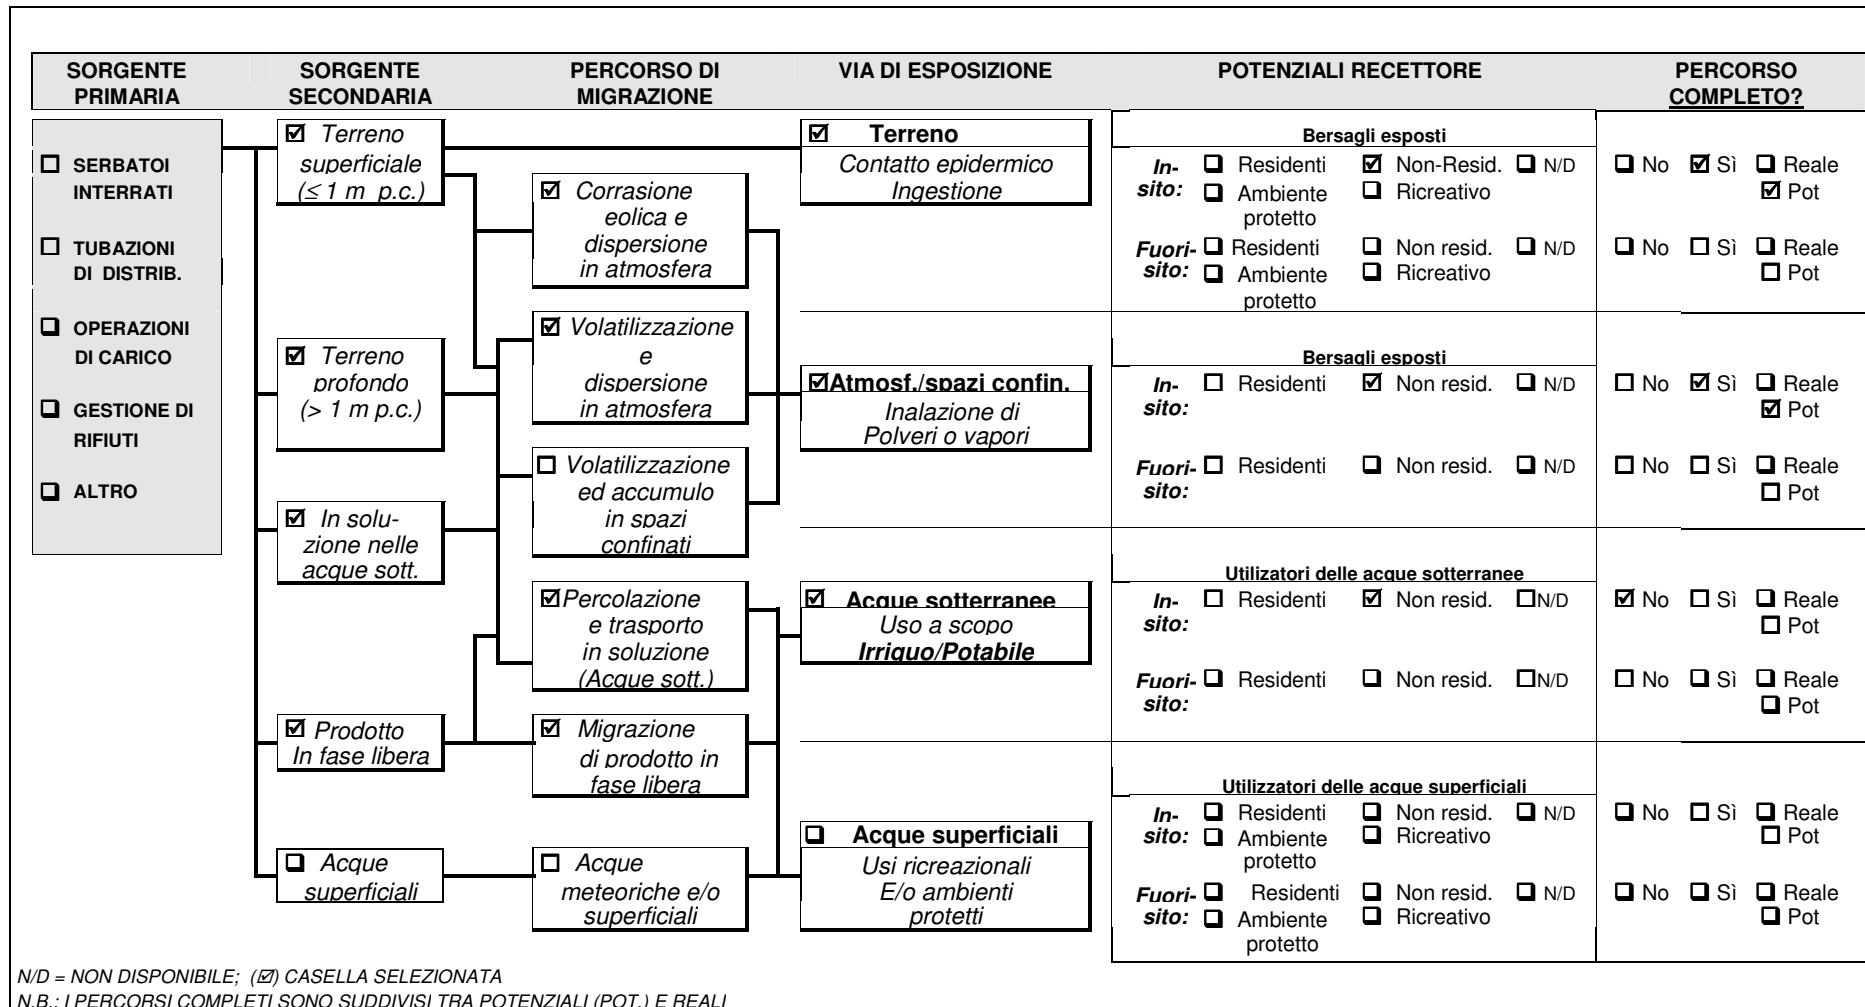 SORGENTE PRIMARIA
SORGENTE SECONDARIA
PERCORSO DI MIGRAZIONE
VIA DI ESPOSIZIONE
POTENZIALI RECETTORE
PERCORSO COMPLETO?
☐ SERBATOI
INTERRATI
☐ TUBAZIONI
DI DISTRIB.
☐ OPERAZIONI
DI CARICO
☐ GESTIONE DI
RIFIUTI
☐ ALTRO
☑ Terreno
superficiale
(≤ 1 m p.c.)
☑ Terreno
profondo
(> 1 m p.c.)
☑ In solu-
zione nelle
acque sott.
☑ Prodotto
In fase libera
☐ Acque
superficiali
☑ Corrasione
eolica e
dispersione
in atmosfera
☑ Volatilizzazione
e
dispersione
in atmosfera
☐ Volatilizzazione
ed accumulo
in spazi
confinati
☑Percolazione
e trasporto
in soluzione
(Acque sott.)
☑ Migrazione
di prodotto in
fase libera
☐ Acque
meteoriche e/o
superficiali
☑ Terreno
Contatto epidermico
Ingestione
☑Atmosf./spazi confin.
Inalazione di
Polveri o vapori
☑ Acque sotterranee
Uso a scopo
Irriguo/Potabile
☐ Acque superficiali
Usi ricreazionali
E/o ambienti
protetti
Bersagli esposti
In- ☐ Residenti ☑ Non-Resid. ☐ N/D ☐ No ☑ Sì ☐ Reale
sito: ☐ Ambiente ☐ Ricreativo ☑ Pot
protetto
Fuori- ☐ Residenti ☐ Non resid. ☐ N/D ☐ No ☐ Sì ☐ Reale
sito: ☐ Ambiente ☐ Ricreativo ☐ Pot
protetto
Bersagli esposti
In- ☐ Residenti ☑ Non resid. ☐ N/D ☐ No ☑ Sì ☐ Reale
sito: ☑ Pot
Fuori- ☐ Residenti ☐ Non resid. ☐ N/D ☐ No ☐ Sì ☐ Reale
sito: ☐ Pot
Utilizatori delle acque sotterranee
In- ☐ Residenti ☑ Non resid. ☐N/D ☑ No ☐ Sì ☐ Reale
sito: ☐ Pot
Fuori- ☐ Residenti ☐ Non resid. ☐N/D ☐ No ☐ Sì ☐ Reale
sito: ☐ Pot
Utilizzatori delle acque superficiali
In- ☐ Residenti ☐ Non resid. ☐ N/D ☐ No ☐ Sì ☐ Reale
sito: ☐ Ambiente ☐ Ricreativo ☐ Pot
protetto
Fuori- ☐ Residenti ☐ Non resid. ☐ N/D ☐ No ☐ Sì ☐ Reale
sito: ☐ Ambiente ☐ Ricreativo ☐ Pot
protetto
N/D = NON DISPONIBILE; (☑) CASELLA SELEZIONATA
N.B.: I PERCORSI COMPLETI SONO SUDDIVISI TRA POTENZIALI (POT.) E REALI